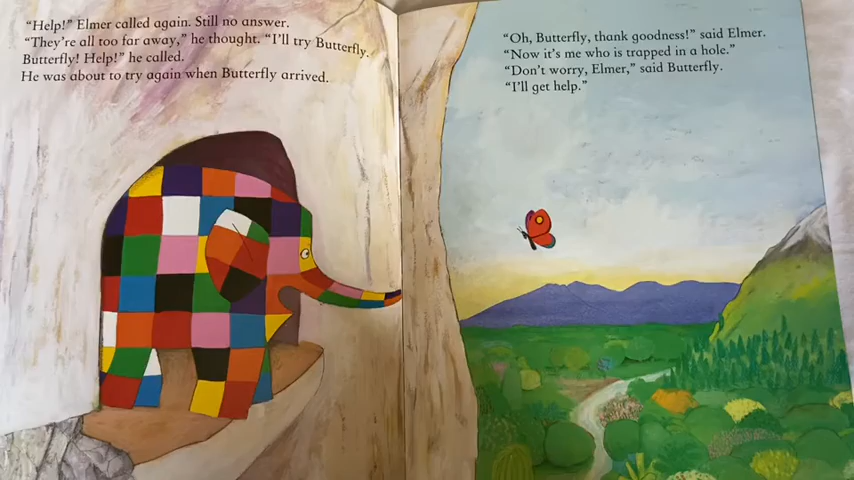 “Help!” Elmer called again. Still no answer.
“They’re all too far away,” he thought. “I’ll try Butterfly.
Butterfly! Help!” he called.
He was about to try again when Butterfly arrived.
“Oh, Butterfly, thank goodness!” said Elmer.
“Now it’s me who is trapped in a hole.”
“Don’t worry, Elmer,” said Butterfly.
“I’ll get help.”